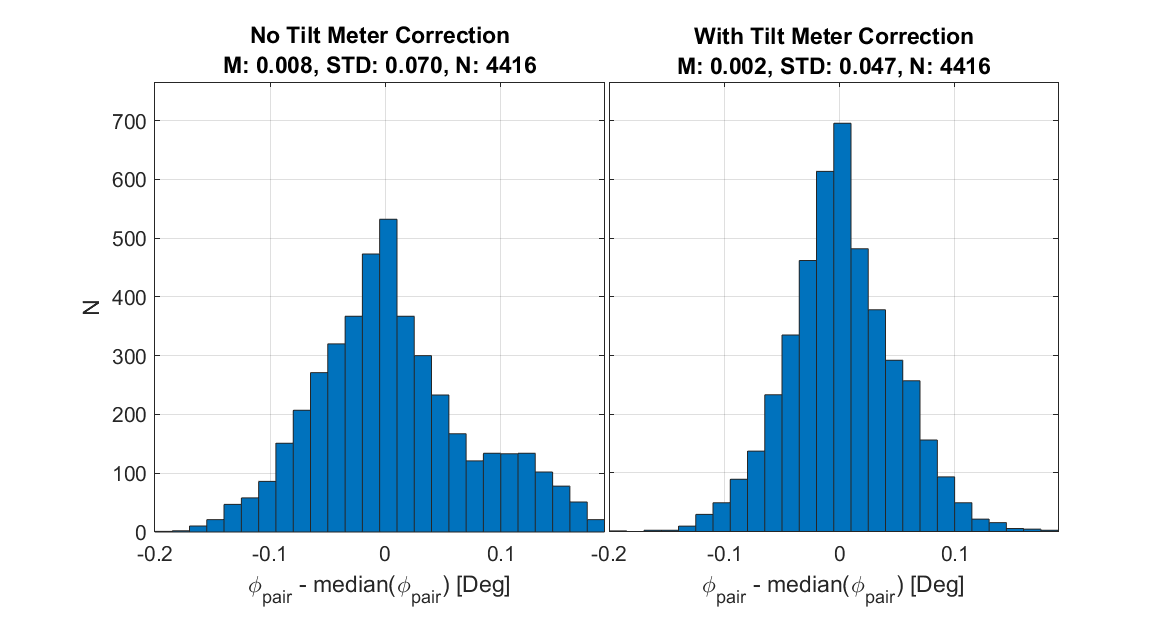 No Tilt Meter Correction
M: 0.008, STD: 0.070, N: 4416
With Tilt Meter Correction
M: 0.002, STD: 0.047, N: 4416
N
700
600
500
400
300
200
100
0
-0.2 -0.1 0 0.1
-0.2 -0.1 0 0.1
ϕpair - median(ϕpair) [Deg]
ϕpair - median(ϕpair) [Deg]